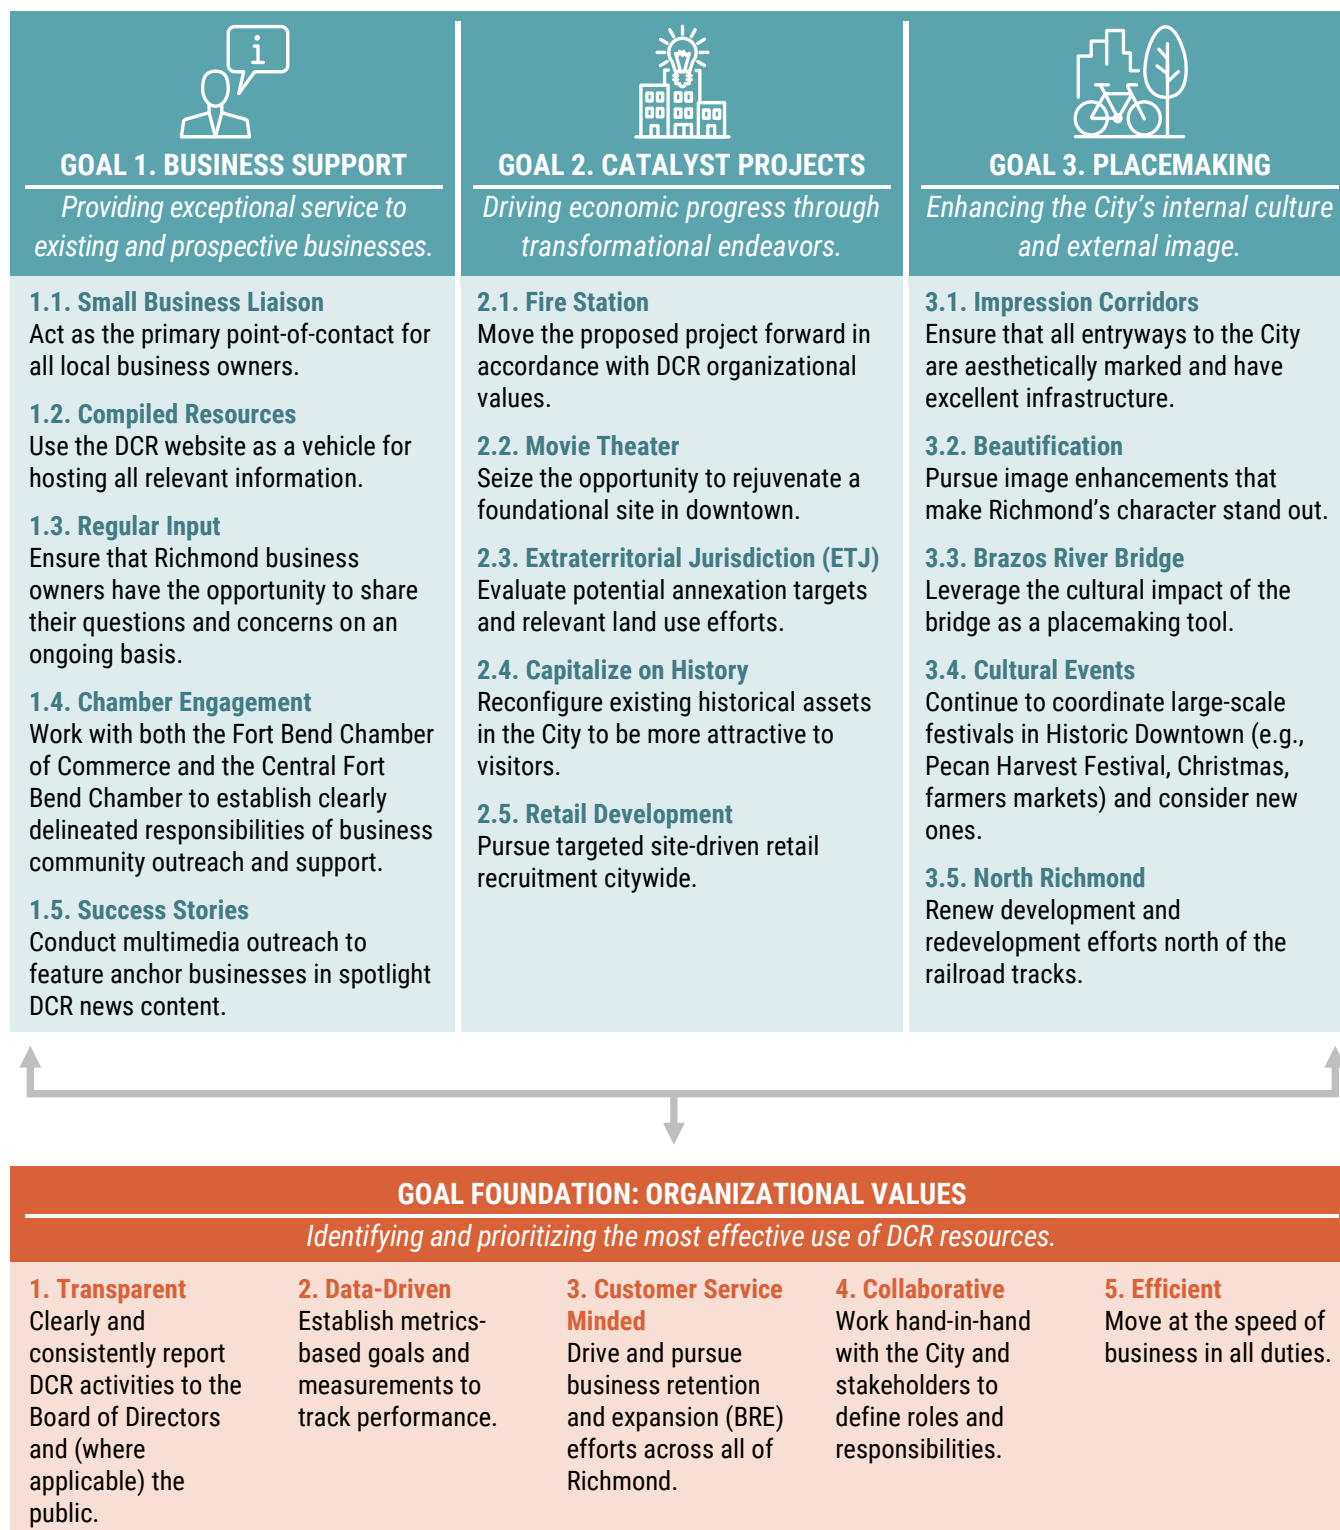 i
GOAL 1. BUSINESS SUPPORT
Providing exceptional service to
existing and prospective businesses.
1.1. Small Business Liaison
Act as the primary point-of-contact for
all local business owners.
1.2. Compiled Resources
Use the DCR website as a vehicle for
hosting all relevant information.
1.3. Regular Input
Ensure that Richmond business
owners have the opportunity to share
their questions and concerns on an
ongoing basis.
1.4. Chamber Engagement
Work with both the Fort Bend Chamber
of Commerce and the Central Fort
Bend Chamber to establish clearly
delineated responsibilities of business
community outreach and support.
1.5. Success Stories
Conduct multimedia outreach to
feature anchor businesses in spotlight
DCR news content.
GOAL 2. CATALYST PROJECTS
Driving economic progress through
transformational endeavors.
2.1. Fire Station
Move the proposed project forward in
accordance with DCR organizational
values.
2.2. Movie Theater
Seize the opportunity to rejuvenate a
foundational site in downtown.
2.3. Extraterritorial Jurisdiction (ETJ)
Evaluate potential annexation targets
and relevant land use efforts.
2.4. Capitalize on History
Reconfigure existing historical assets
in the City to be more attractive to
visitors.
2.5. Retail Development
Pursue targeted site-driven retail
recruitment citywide.
GOAL 3. PLACEMAKING
Enhancing the City's internal culture
and external image.
3.1. Impression Corridors
Ensure that all entryways to the City
are aesthetically marked and have
excellent infrastructure.
3.2. Beautification
Pursue image enhancements that
make Richmond's character stand out.
3.3. Brazos River Bridge
Leverage the cultural impact of the
bridge as a placemaking tool.
3.4. Cultural Events
Continue to coordinate large-scale
festivals in Historic Downtown (e.g.,
Pecan Harvest Festival, Christmas,
farmers markets) and consider new
ones.
3.5. North Richmond
Renew development and
redevelopment efforts north of the
railroad tracks.
GOAL FOUNDATION: ORGANIZATIONAL VALUES
Identifying and prioritizing the most effective use of DCR resources.
1. Transparent
Clearly and
consistently report
DCR activities to the
Board of Directors
and (where
applicable) the
public.
2. Data-Driven
Establish metrics-
based goals and
measurements to
track performance.
3. Customer Service
Minded
Drive and pursue
business retention
and expansion (BRE)
efforts across all of
Richmond.
4. Collaborative
Work hand-in-hand
with the City and
stakeholders to
define roles and
responsibilities.
5. Efficient
Move at the speed of
business in all duties.